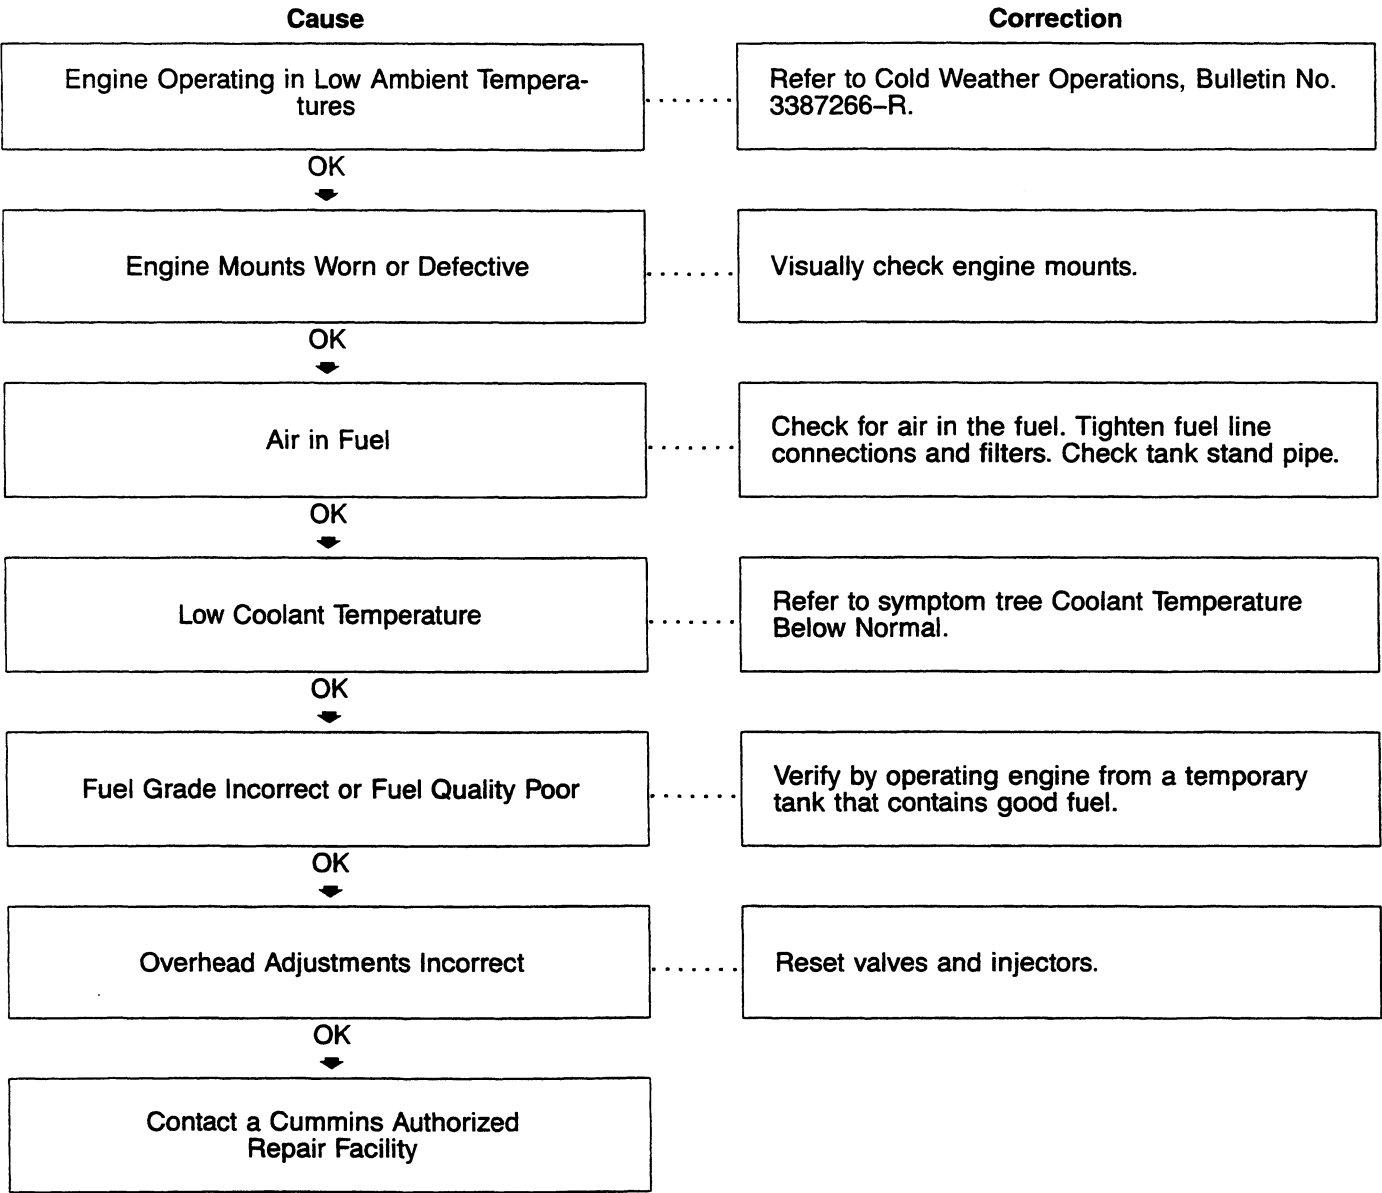 Cause
Correction
Engine Operating in Low Ambient Tempera-
tures
Refer to Cold Weather Operations, Bulletin No.
3387266–R.
OK
Engine Mounts Worn or Defective
Visually check engine mounts.
OK
Air in Fuel
Check for air in the fuel. Tighten fuel line
connections and filters. Check tank stand pipe.
OK
Low Coolant Temperature
Refer to symptom tree Coolant Temperature
Below Normal.
OK
Fuel Grade Incorrect or Fuel Quality Poor
Verify by operating engine from a temporary
tank that contains good fuel.
OK
Overhead Adjustments Incorrect
Reset valves and injectors.
OK
Contact a Cummins Authorized
Repair Facility